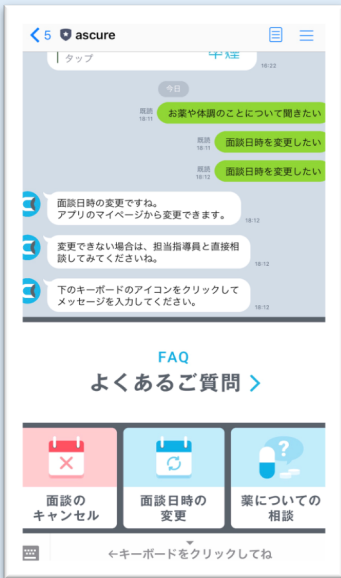 5 ascure
タップ
19:22
今日
既読
18:11
お薬や体調のことについて聞きたい
既読
18:11
面談日時を変更したい
既読
18:12
面談日時を変更したい
面談日時の変更ですね。
アプリのマイページから変更できます。
18:12
変更できない場合は、担当指導員と直接相
談してみてくださいね。
18:12
下のキーボードのアイコンをクリックして
メッセージを入力してください。
18:12
FAQ
よくあるご質問 >
面談の
キャンセル
面談日時の
変更
?
薬についての
相談
←キーボードをクリックしてね